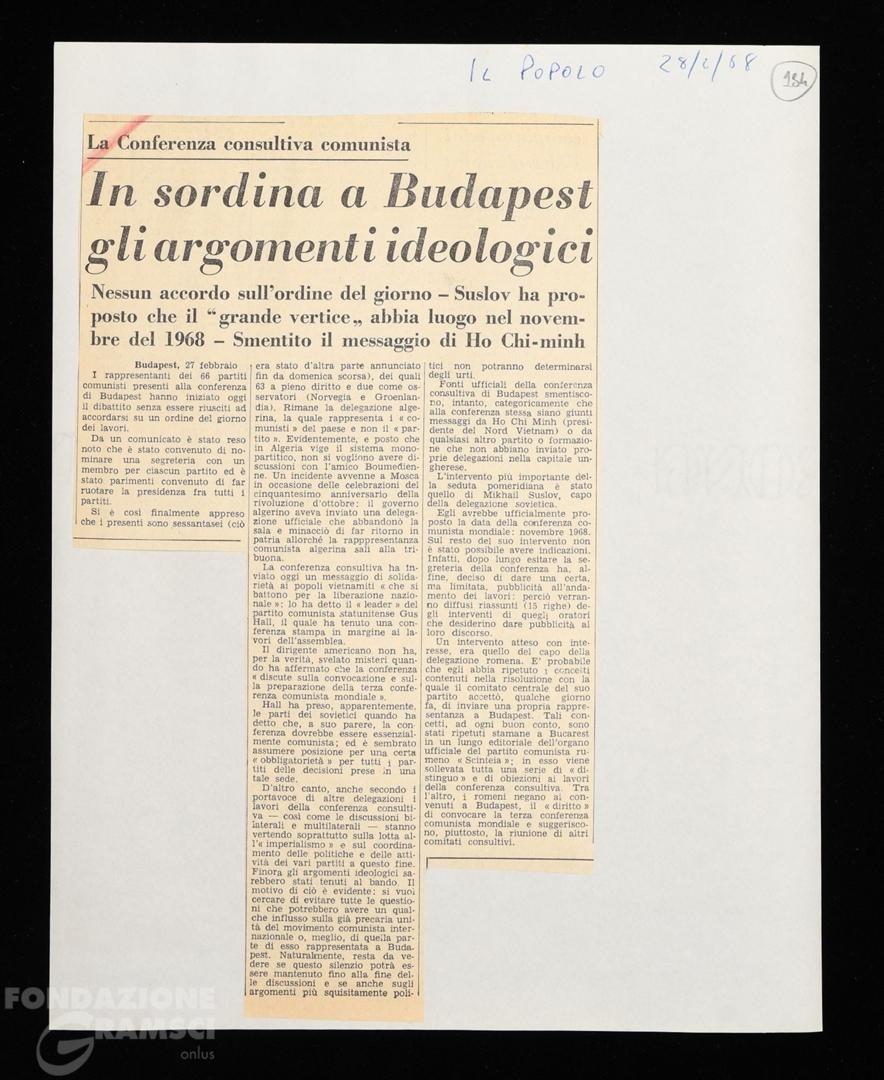 IL POPOLO 28/2/68 134
La Conferenza consultiva comunista
In sordina a Budapest
gli argomenti ideologici
Nessun accordo sull'ordine del giorno – Suslov ha pro-
posto che il "grande vertice„ abbia luogo nel novem-
bre del 1968 – Smentito il messaggio di Ho Chi-minh
Budapest, 27 febbraio
I rappresentanti dei 66 partiti
comunisti presenti alla conferenza
di Budapest hanno iniziato oggi
il dibattito senza essere riusciti ad
accordarsi su un ordine del giorno
dei lavori.
Da un comunicato è stato reso
noto che è stato convenuto di no-
minare una segreteria con un
membro per ciascun partito ed è
stato parimenti convenuto di far
ruotare la presidenza fra tutti i
partiti.
Si è così finalmente appreso
che i presenti sono sessantasei (ciò
era stato d'altra parte annunciato
fin da domenica scorsa), dei quali
63 a pieno diritto e due come os-
servatori (Norvegia e Groenlan-
dia). Rimane la delegazione alge-
rina, la quale rappresenta i « co-
munisti » del paese e non il « par-
tito ». Evidentemente, e posto che
in Algeria vige il sistema mono-
partitico, non si vogliono avere di-
scussioni con l'amico Boumedien-
ne. Un incidente avvenne a Mosca
in occasione delle celebrazioni del
cinquantesimo anniversario della
rivoluzione d'ottobre: il governo
algerino aveva inviato una delega-
zione ufficiale che abbandonò la
sala e minacciò di far ritorno in
patria allorché la rapppresentanza
comunista algerina salì alla tri-
buona.
La conferenza consultiva ha in-
viato oggi un messaggio di solida-
rietà ai popoli vietnamiti « che si
battono per la liberazione nazio-
nale »; lo ha detto il « leader » del
partito comunista statunitense Gus
Hall, il quale ha tenuto una con-
ferenza stampa in margine ai la-
vori dell'assemblea.
Il dirigente americano non ha,
per la verità, svelato misteri quan-
do ha affermato che la conferenza
« discute sulla convocazione e sul-
la preparazione della terza confe-
renza comunista mondiale ».
Hall ha preso, apparentemente,
le parti dei sovietici quando ha
detto che, a suo parere, la con-
ferenza dovrebbe essere essenzial-
mente comunista; ed è sembrato
assumere posizione per una certa
« obbligatorietà » per tutti i par-
titi delle decisioni prese in una
tale sede.
D'altro canto, anche secondo i
portavoce di altre delegazioni i
lavori della conferenza consulti-
va — così come le discussioni bi-
laterali e multilaterali — stanno
vertendo soprattutto sulla lotta al-
l'« imperialismo » e sul coordina-
mento delle politiche e delle atti-
vità dei vari partiti a questo fine.
Finora gli argomenti ideologici sa-
rebbero stati tenuti al bando. Il
motivo di ciò è evidente: si vuol
cercare di evitare tutte le questio-
ni che potrebbero avere un qual-
che influsso sulla già precaria uni-
tà del movimento comunista inter-
nazionale o, meglio, di quella par-
te di esso rappresentata a Buda-
pest. Naturalmente, resta da ve-
dere se questo silenzio potrà es-
sere mantenuto fino alla fine del-
le discussioni e se anche sugli
argomenti più squisitamente poli-
tici non potranno determinarsi
degli urti.
Fonti ufficiali della conferenza
consultiva di Budapest smentisco-
no, intanto, categoricamente che
alla conferenza stessa siano giunti
messaggi da Ho Chi Minh (presi-
dente del Nord Vietnam) o da
qualsiasi altro partito o formazio-
ne che non abbiano inviato pro-
prie delegazioni nella capitale un-
gherese.
L'intervento più importante del-
la seduta pomeridiana è stato
quello di Mikhail Suslov, capo
della delegazione sovietica.
Egli avrebbe ufficialmente pro-
posto la data della conferenza co-
munista mondiale: novembre 1968.
Sul resto del suo intervento non
è stato possibile avere indicazioni.
Infatti, dopo lungo esitare la se-
greteria della conferenza ha, al-
fine, deciso di dare una certa,
ma limitata, pubblicità all'anda-
mento dei lavori: perciò verran-
no diffusi riassunti (15 righe) de-
gli interventi di quegli oratori
che desiderino dare pubblicità al
loro discorso.
Un intervento atteso con inte-
resse, era quello del capo della
delegazione romena. E' probabile
che egli abbia ripetuto i concetti
contenuti nella risoluzione con la
quale il comitato centrale del suo
partito accettò, qualche giorno
fa, di inviare una propria rappre-
sentanza a Budapest. Tali con-
cetti, ad ogni buon conto, sono
stati ripetuti stamane a Bucarest
in un lungo editoriale dell'organo
ufficiale del partito comunista ru-
meno « Scinteia »; in esso viene
sollevata tutta una serie di « di-
stinguo » e di obiezioni ai lavori
della conferenza consultiva. Tra
l'altro, i romeni negano ai con-
venuti a Budapest, il « diritto »
di convocare la terza conferenza
comunista mondiale e suggerisco-
no, piuttosto, la riunione di altri
comitati consultivi.
FONDAZIONE
GRAMSCI
onlus